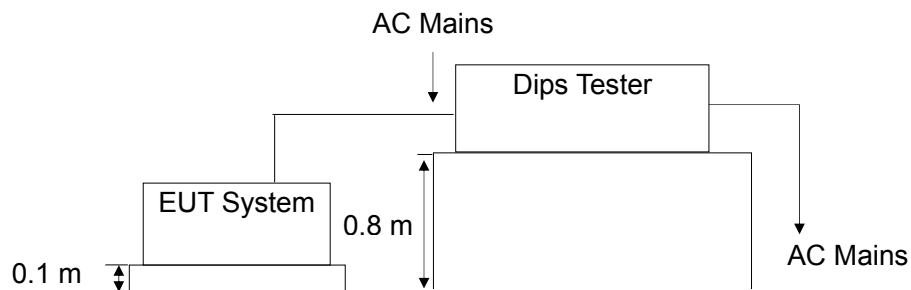 AC Mains
Dips Tester
EUT System
0.8 m
AC Mains
0.1 m